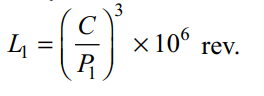 L₁ = (C / P₁)³ × 10⁶ rev.